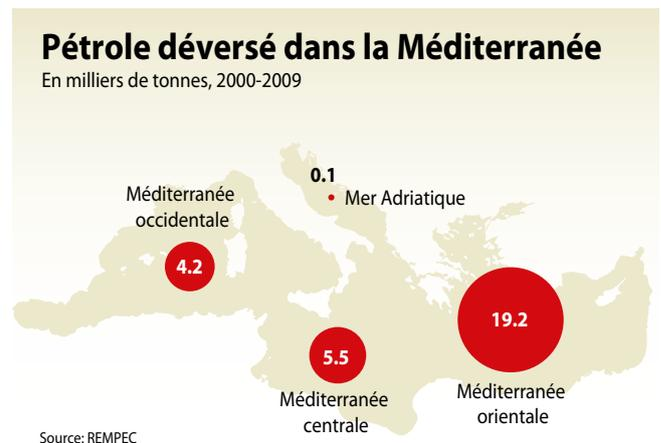 Pétrole déversé dans la Méditerranée
En milliers de tonnes, 2000-2009
0.1
Mer Adriatique
Méditerranée
occidentale
4.2
19.2
5.5
Méditerranée
centrale
Méditerranée
orientale
Source: REMPEC